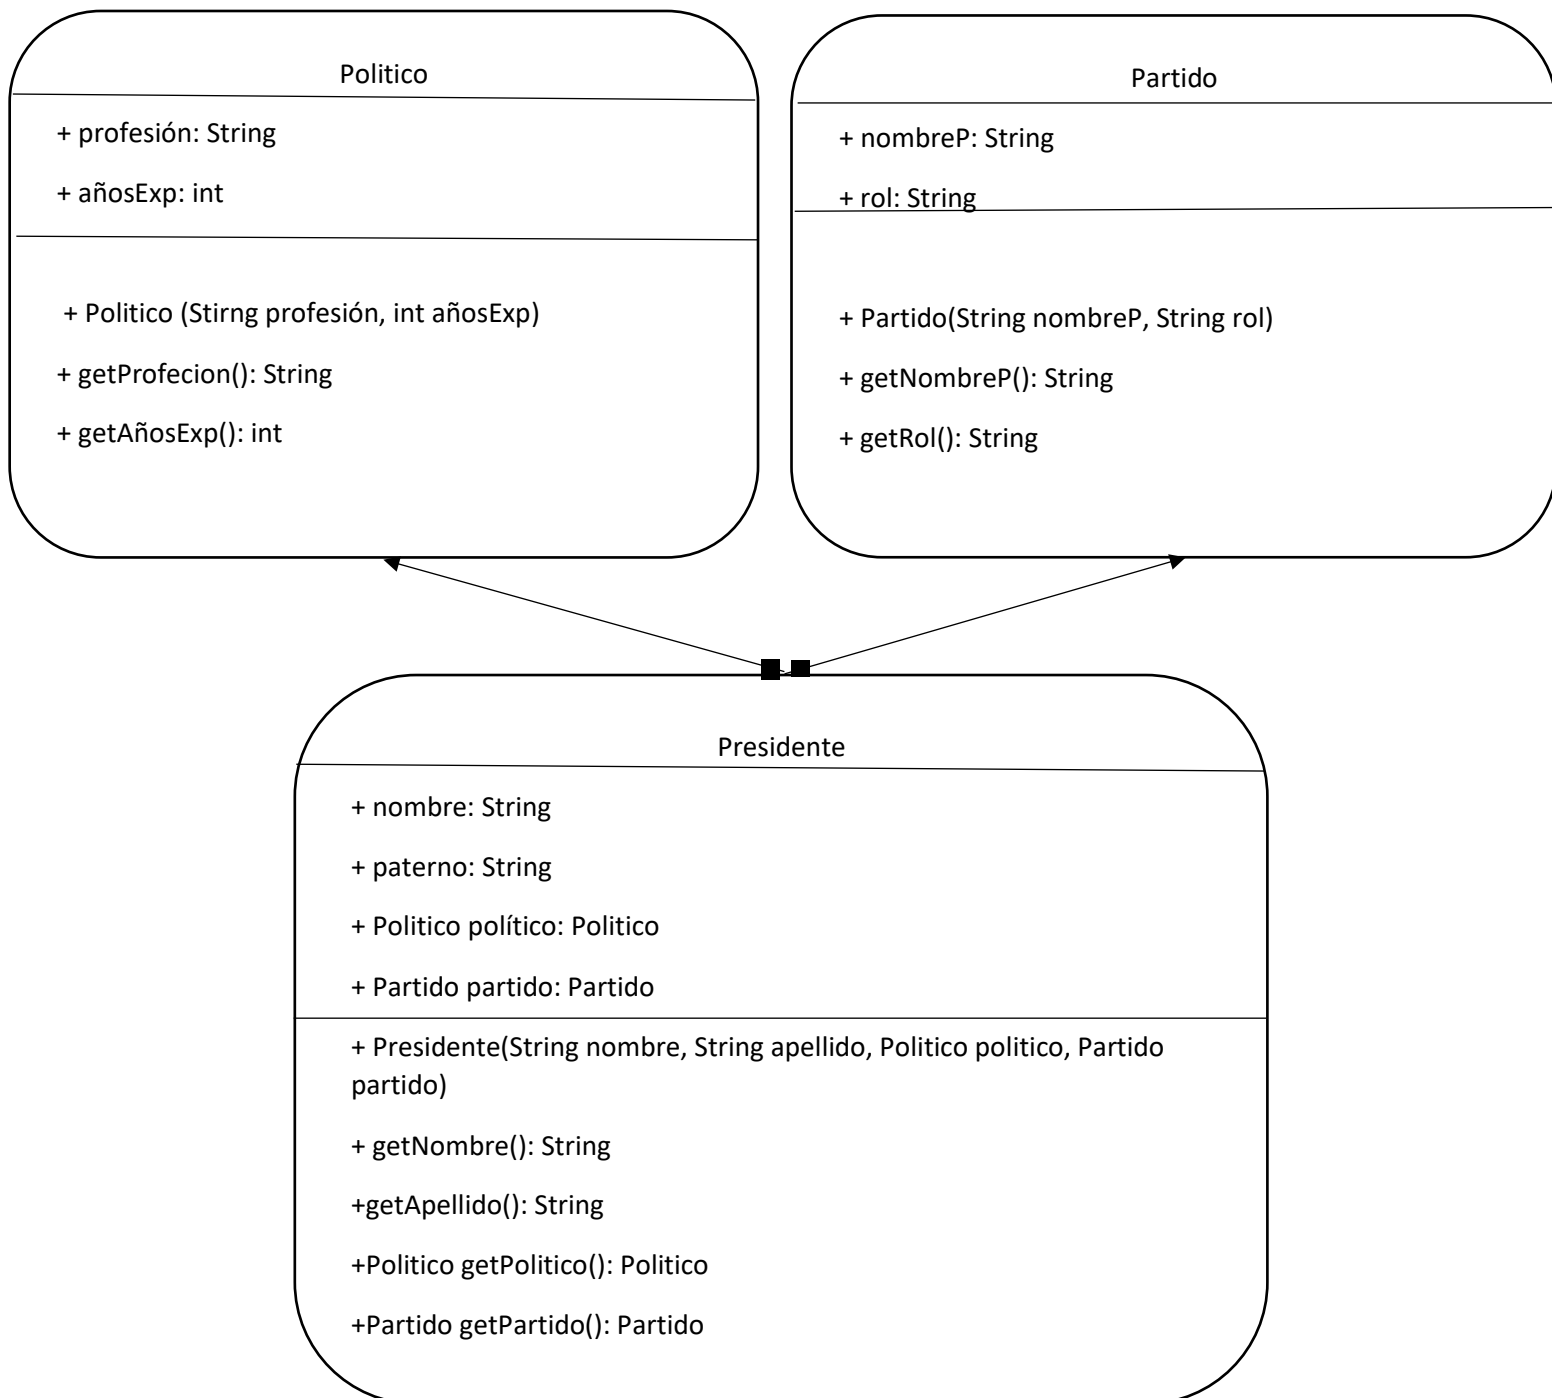 Politico
+ profesión: String
+ añosExp: int
+ Politico (Stirng profesión, int añosExp)
+ getProfecion(): String
+ getAñosExp(): int
Partido
+ nombreP: String
+ rol: String
+ Partido(String nombreP, String rol)
+ getNombreP(): String
+ getRol(): String
Presidente
+ nombre: String
+ paterno: String
+ Politico político: Politico
+ Partido partido: Partido
+ Presidente(String nombre, String apellido, Politico politico, Partido
partido)
+ getNombre(): String
+getApellido(): String
+Politico getPolitico(): Politico
+Partido getPartido(): Partido